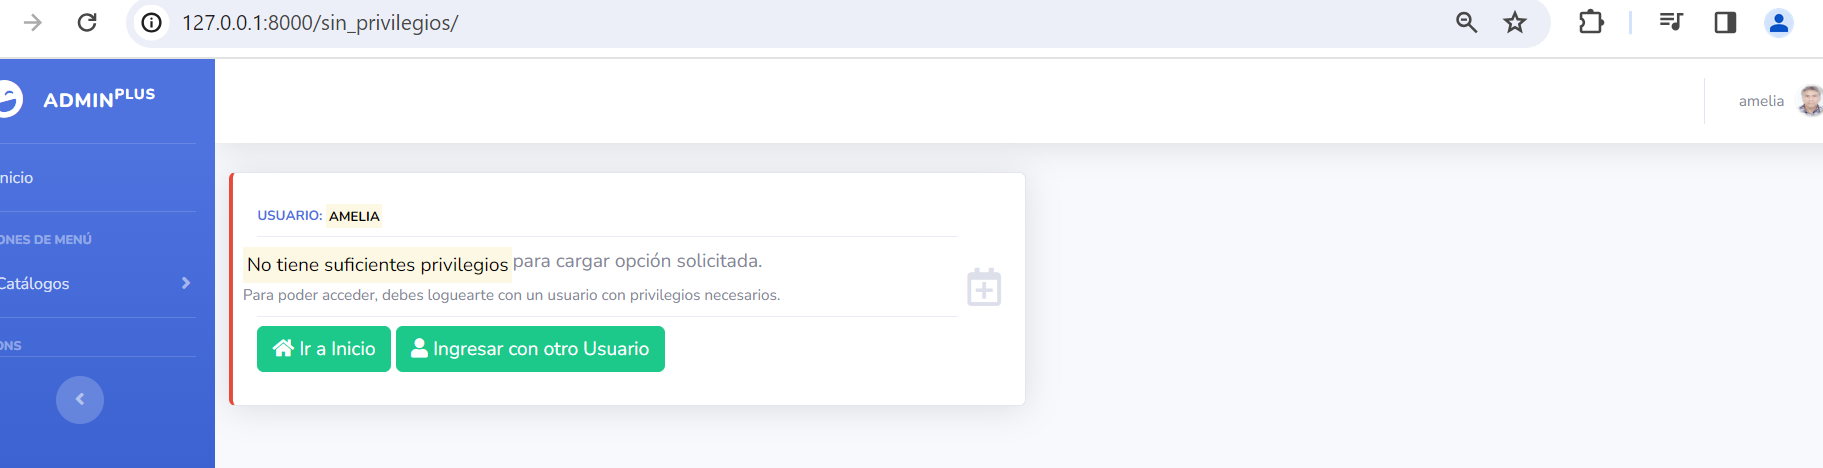 127.0.0.1:8000/sin_privilegios/
ADMINPLUS
amelia
nicio
USUARIO: AMELIA
ONES DE MENÚ
No tiene suficientes privilegios para cargar opción solicitada.
Catálogos
Para poder acceder, debes loguearte con un usuario con privilegios necesarios.
ONS
Ir a Inicio
Ingresar con otro Usuario